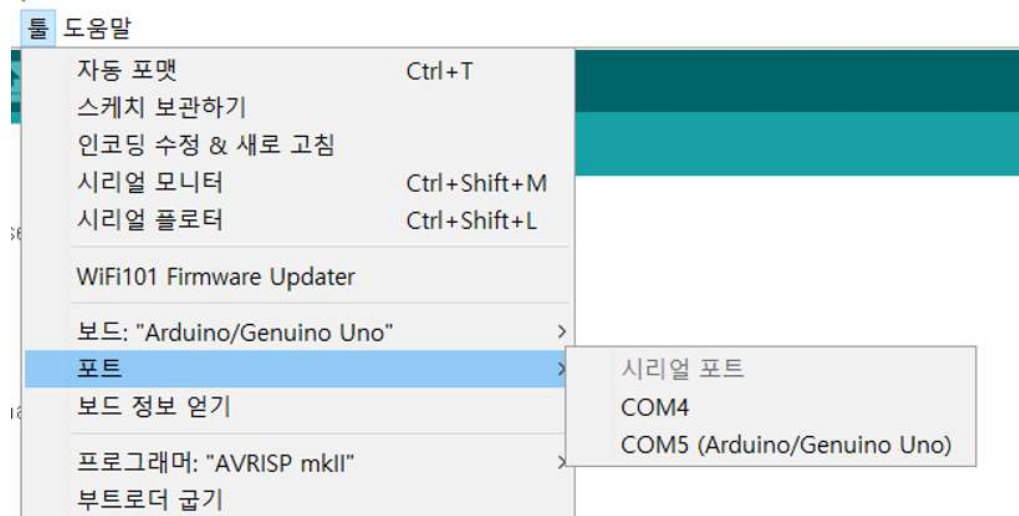 툴 도움말
자동 포맷 Ctrl+T
스케치 보관하기
인코딩 수정 & 새로 고침
시리얼 모니터 Ctrl+Shift+M
시리얼 플로터 Ctrl+Shift+L
WiFi101 Firmware Updater
보드: "Arduino/Genuino Uno" >
포트 >
시리얼 포트
COM4
COM5 (Arduino/Genuino Uno)
보드 정보 얻기
프로그래머: "AVRISP mkII" >
부트로더 굽기